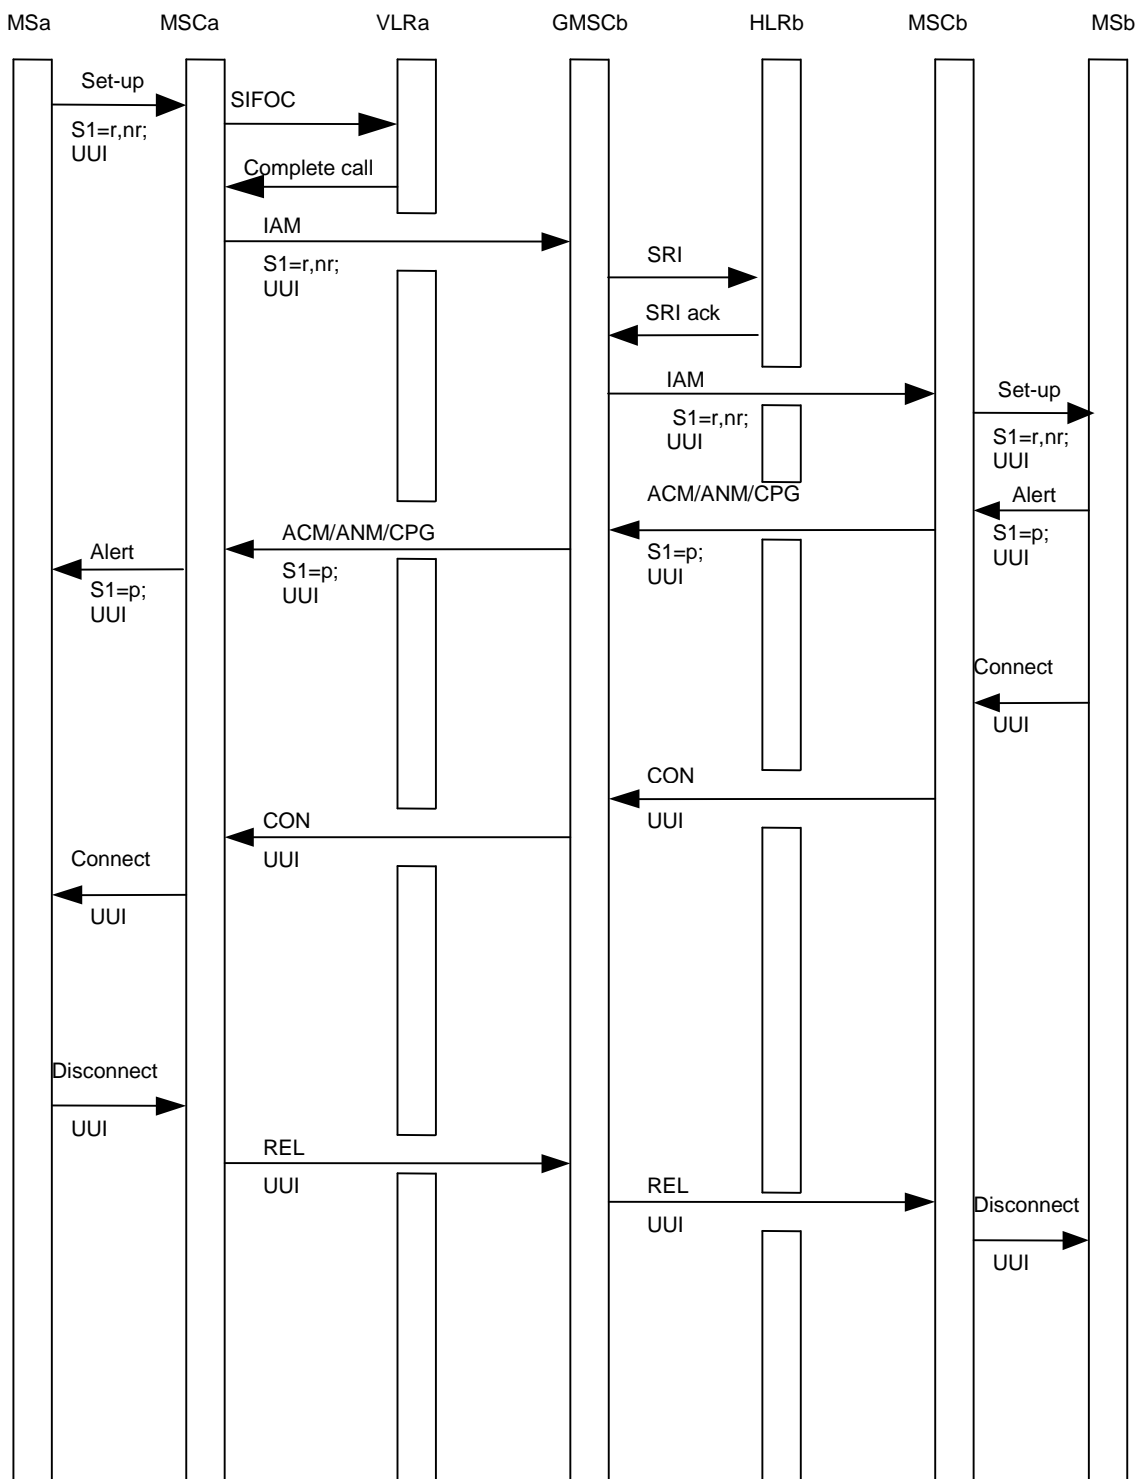 MSa MSCa VLRa GMSCb HLRb MSCb MSb
Set-up
S1=r,nr;
UUI
SIFOC
Complete call
IAM
S1=r,nr;
UUI
SRI
SRI ack
IAM
S1=r,nr;
UUI
Set-up
S1=r,nr;
UUI
Alert
S1=p;
UUI
ACM/ANM/CPG
S1=p;
UUI
ACM/ANM/CPG
S1=p;
UUI
Alert
S1=p;
UUI
Connect
UUI
CON
UUI
CON
UUI
Connect
UUI
Disconnect
UUI
REL
UUI
REL
UUI
Disconnect
UUI